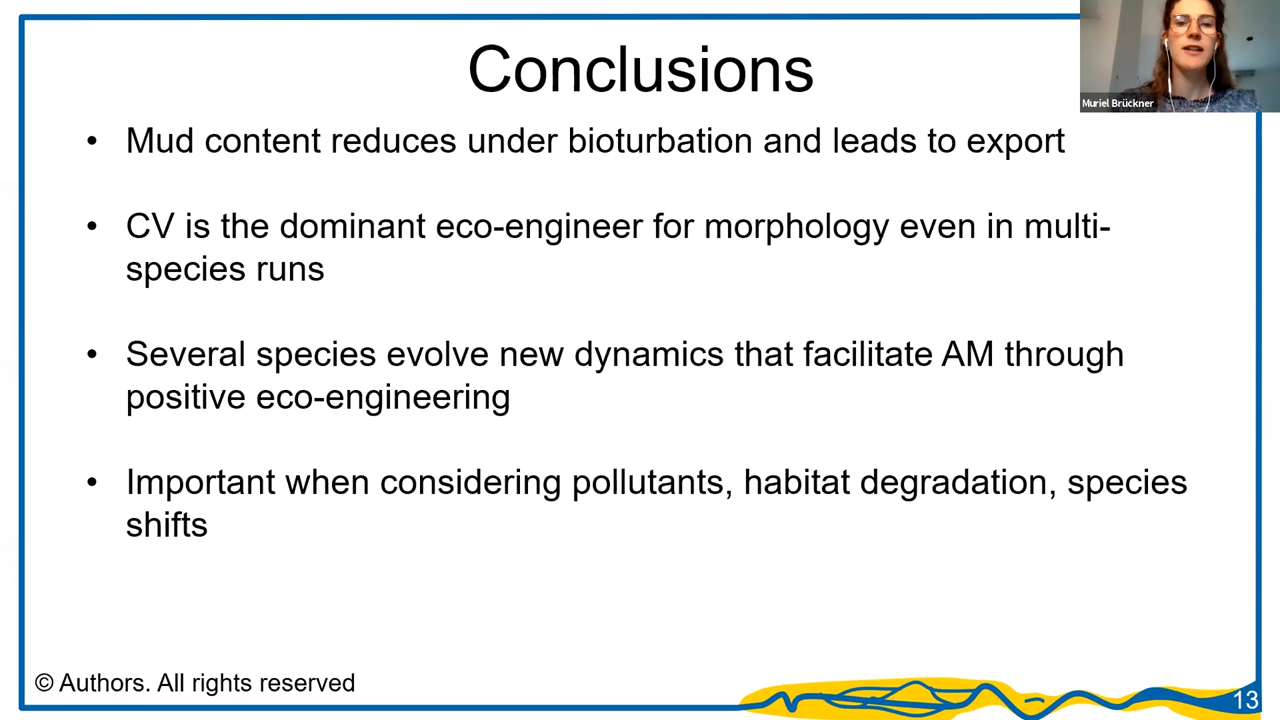 Conclusions
Muriel Brückner
• Mud content reduces under bioturbation and leads to export
• CV is the dominant eco-engineer for morphology even in multi-
species runs
• Several species evolve new dynamics that facilitate AM through
positive eco-engineering
• Important when considering pollutants, habitat degradation, species
shifts
© Authors. All rights reserved
13